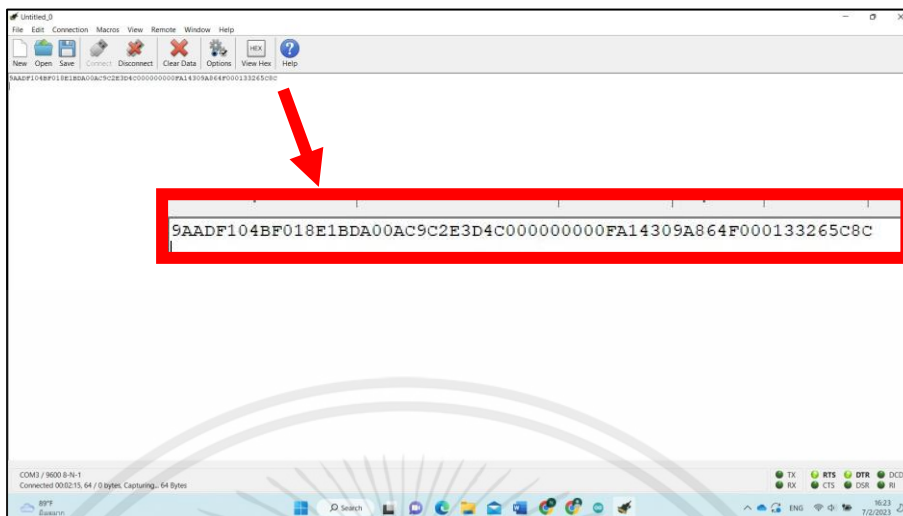 Untitled_0
File Edit Connection Macros View Remote Window Help
HEX
New Open Save Connect Disconnect Clear Data Options View Hex Help
9AADF104BF018E1BDA00AC9C2E3D4C000000000FA14309A864F000133265C8C
9AADF104BF018E1BDA00AC9C2E3D4C000000000FA14309A864F000133265C8C
COM3 / 9600 8-N-1
Connected 00:02:15, 64 / 0 bytes, Capturing... 64 Bytes
TX RTS DTR DCD
RX CTS DSR RI
89°F
Search
ENG
16:23
7/2/2023